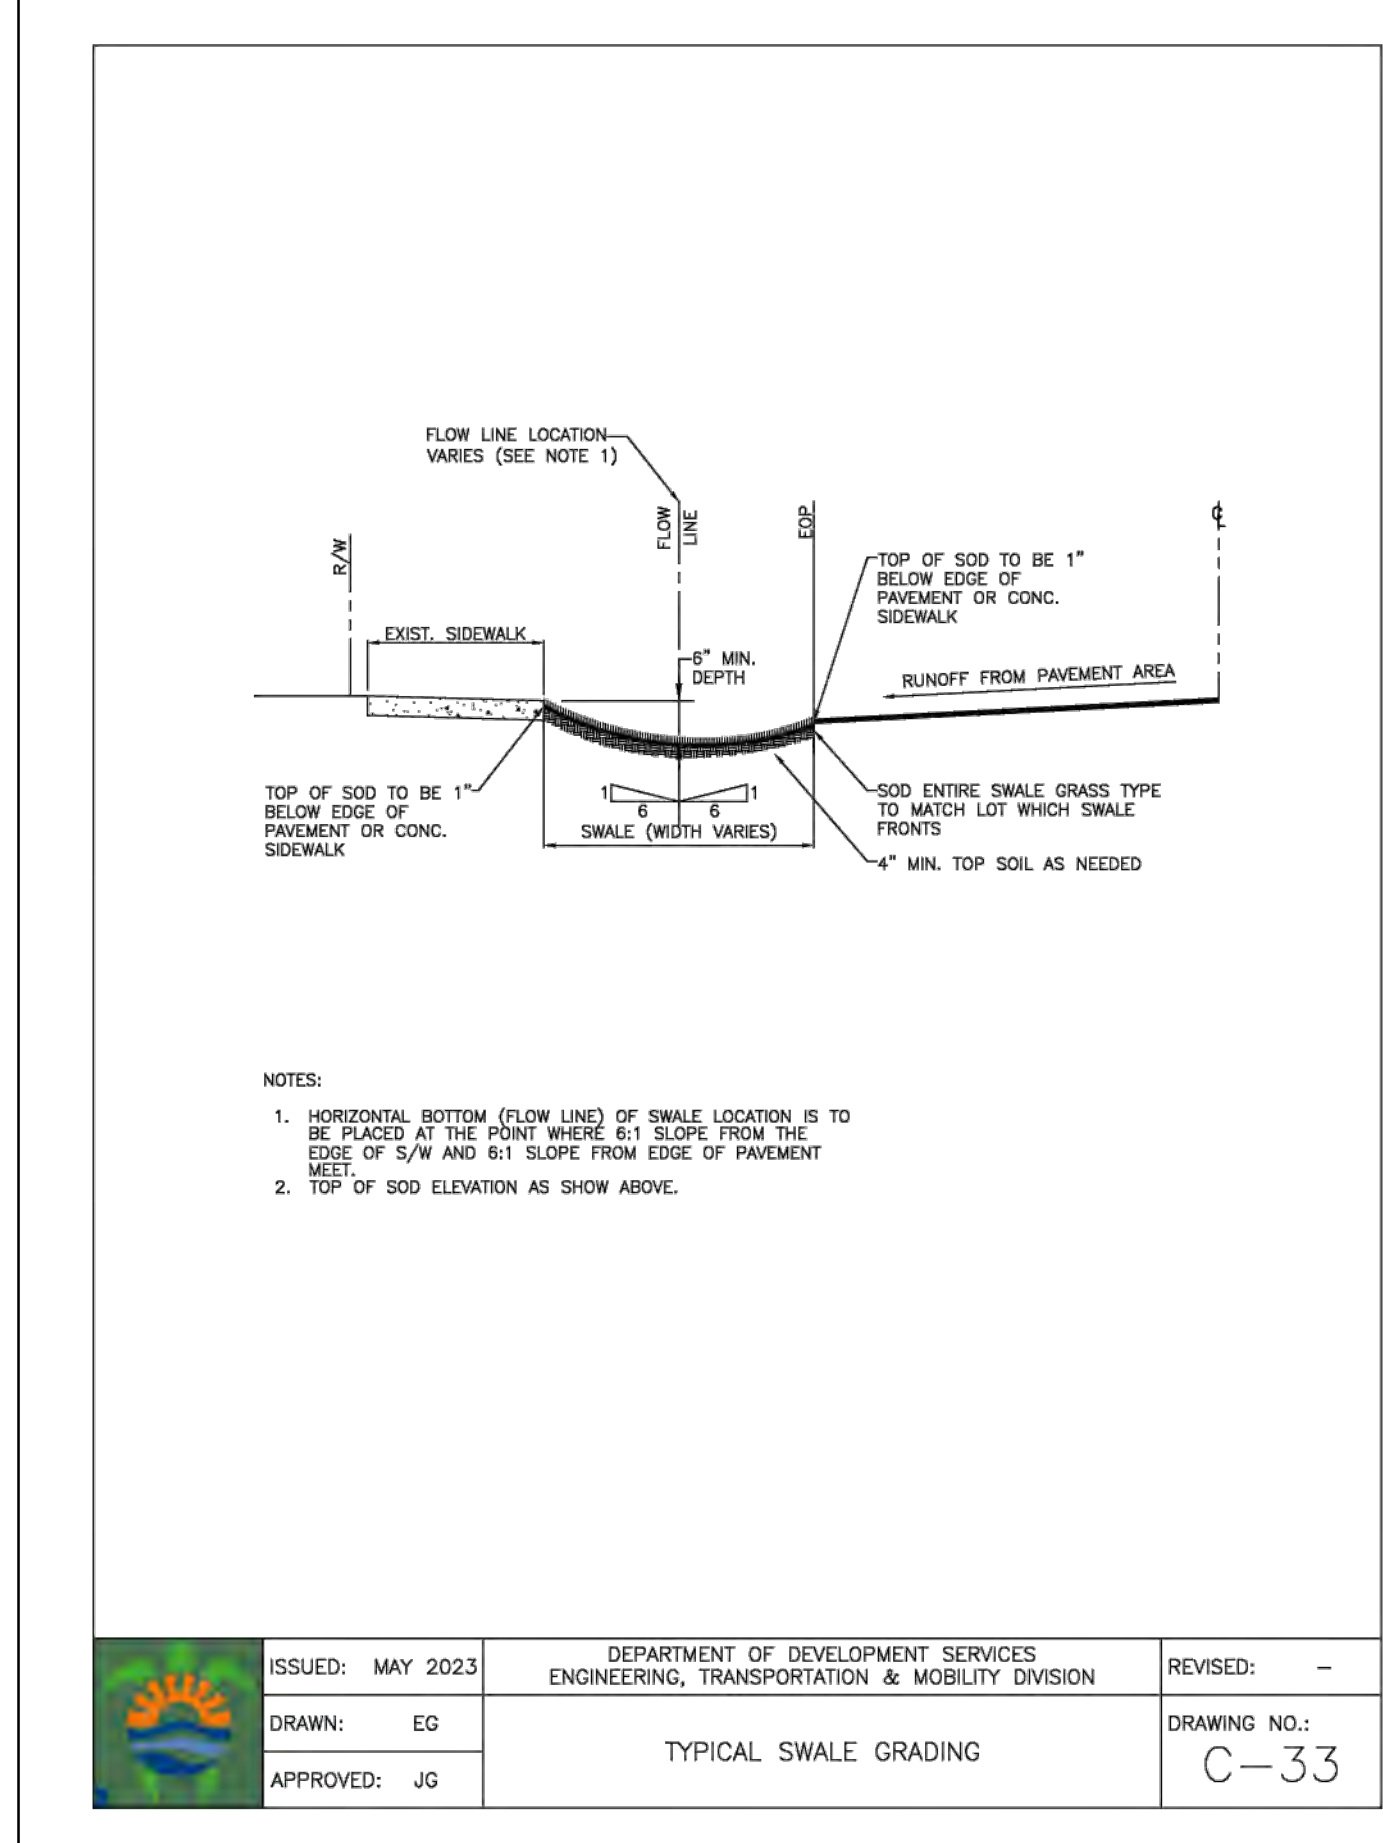 FLOW LINE LOCATION
VARIES (SEE NOTE 1)
R/W
FLOW
LINE
EOP
℄
TOP OF SOD TO BE 1"
BELOW EDGE OF
PAVEMENT OR CONC.
SIDEWALK
EXIST. SIDEWALK
6" MIN.
DEPTH
RUNOFF FROM PAVEMENT AREA
TOP OF SOD TO BE 1"
BELOW EDGE OF
PAVEMENT OR CONC.
SIDEWALK
1
6
6
1
SWALE (WIDTH VARIES)
SOD ENTIRE SWALE GRASS TYPE
TO MATCH LOT WHICH SWALE
FRONTS
4" MIN. TOP SOIL AS NEEDED
NOTES:
1. HORIZONTAL BOTTOM (FLOW LINE) OF SWALE LOCATION IS TO
BE PLACED AT THE POINT WHERE 6:1 SLOPE FROM THE
EDGE OF S/W AND 6:1 SLOPE FROM EDGE OF PAVEMENT
MEET.
2. TOP OF SOD ELEVATION AS SHOW ABOVE.
ISSUED: MAY 2023
DRAWN: EG
APPROVED: JG
DEPARTMENT OF DEVELOPMENT SERVICES
ENGINEERING, TRANSPORTATION & MOBILITY DIVISION
TYPICAL SWALE GRADING
REVISED: –
DRAWING NO.:
C-33